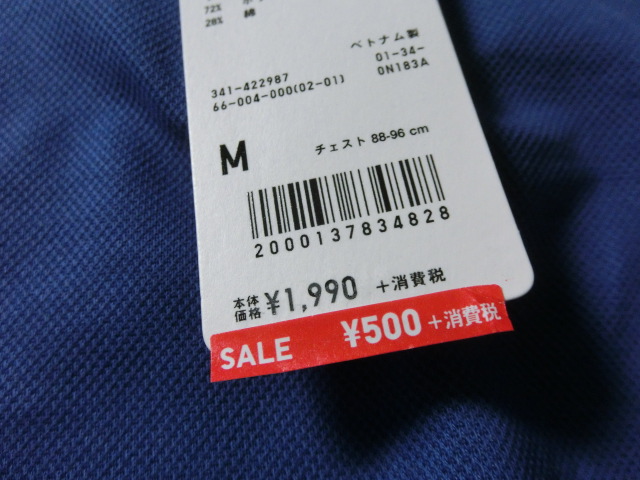 72%
28% 綿
ベトナム製
341-422987 01-34-
66-004-000(02-01) 0N183A
M チェスト 88-96 cm
2000137834828
本体価格 ¥1,990 +消費税
SALE ¥500 +消費税